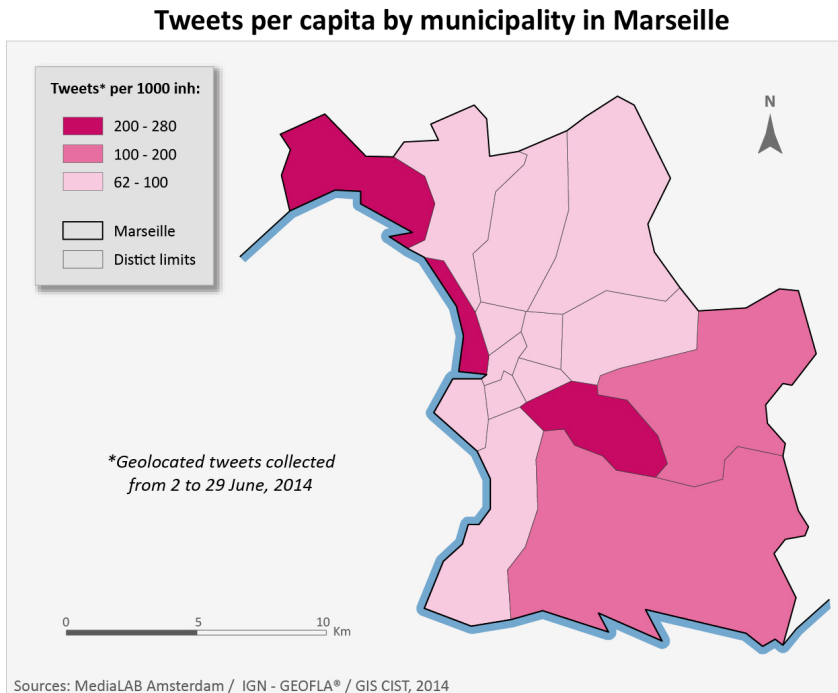 Tweets per capita by municipality in Marseille
Tweets* per 1000 inh:
200 - 280
100 - 200
62 - 100
Marseille
Distict limits
N
*Geolocated tweets collected
from 2 to 29 June, 2014
0 5 10
Km
Sources: MediaLAB Amsterdam / IGN - GEOFLA® / GIS CIST, 2014